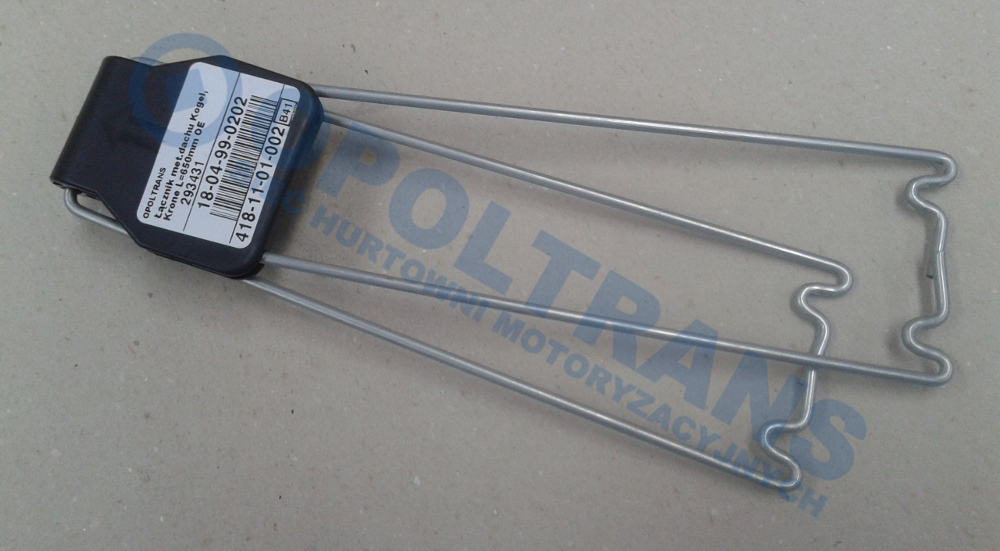 OPOLTRANS
Łącznik met.dachu Kogel,
Krone L=650mm OE
293431
18-04-99-0202
418-11-01-002 B41
OPOLTRANS
HURTOWNI MOTORYZACYJNYCH